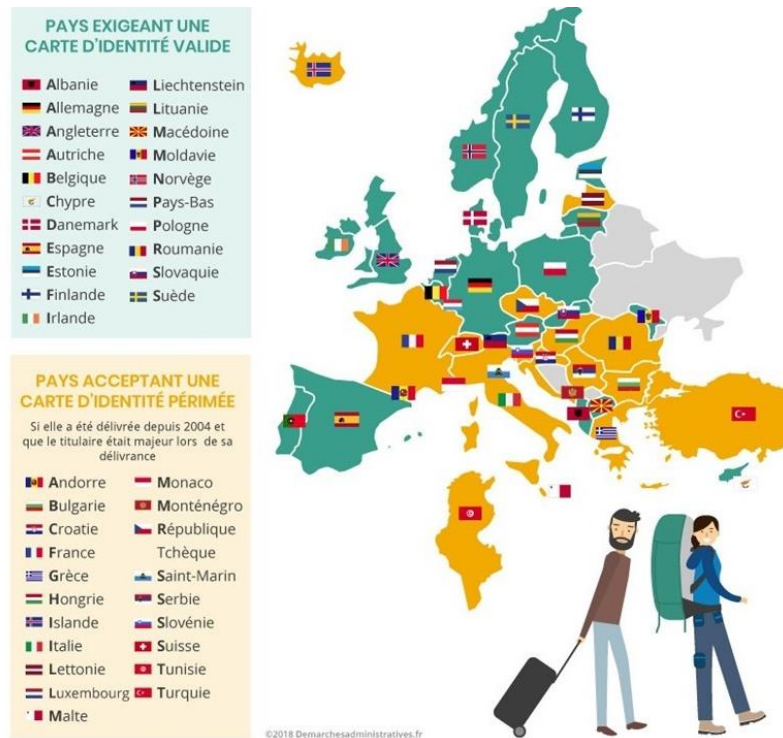 PAYS EXIGEANT UNE
CARTE D'IDENTITÉ VALIDE
Albanie
Allemagne
Angleterre
Autriche
Belgique
Chypre
Danemark
Espagne
Estonie
Finlande
Irlande
Liechtenstein
Lituanie
Macédoine
Moldavie
Norvège
Pays-Bas
Pologne
Roumanie
Slovaquie
Suède
PAYS ACCEPTANT UNE
CARTE D'IDENTITÉ PÉRIMÉE
Si elle a été délivrée depuis 2004 et
que le titulaire était majeur lors de sa
délivrance
Andorre
Bulgarie
Croatie
France
Grèce
Hongrie
Islande
Italie
Lettonie
Luxembourg
Malte
Monaco
Monténégro
République
Tchèque
Saint-Marin
Serbie
Slovénie
Suisse
Tunisie
Turquie
©2018 Demarchesadministratives.fr